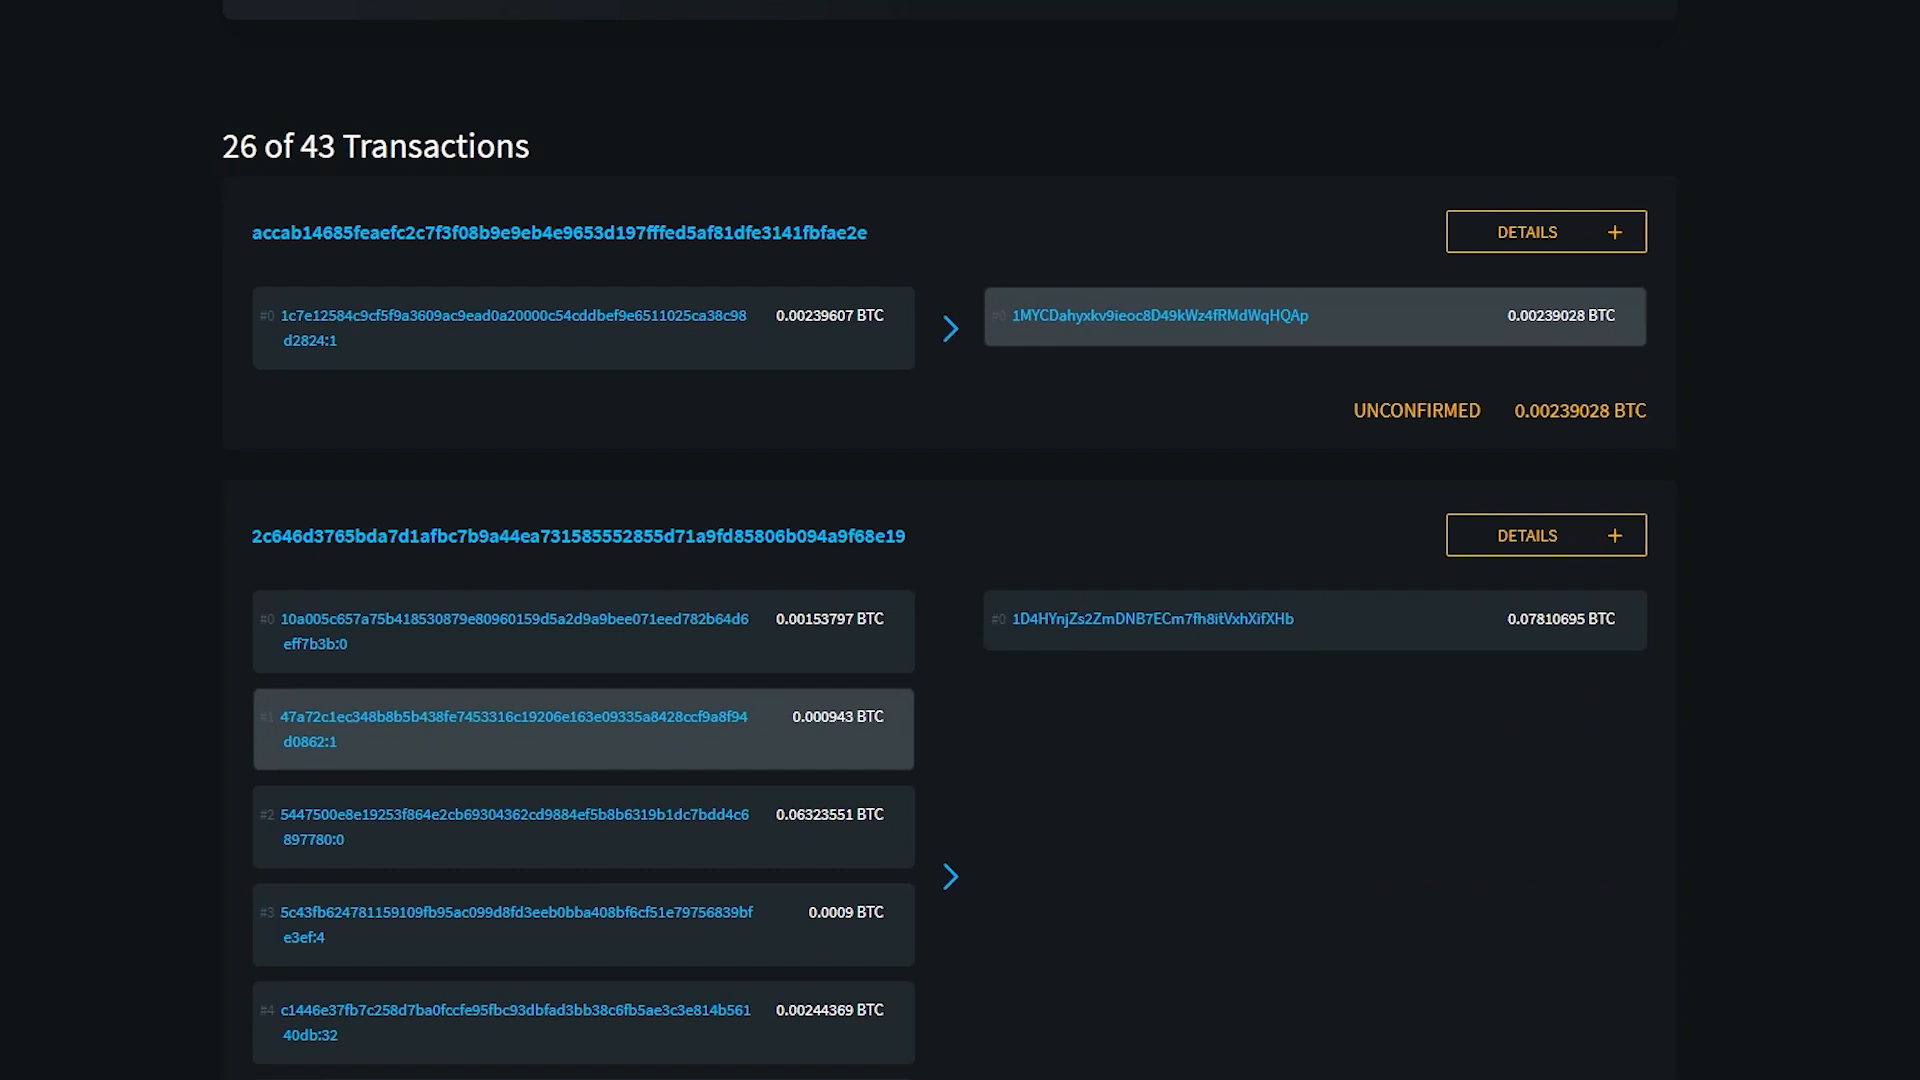 26 of 43 Transactions
accab14685feaefc2c7f3f08b9e9eb4e9653d197fffed5af81dfe3141fbfae2e
DETAILS +
#0 1c7e12584c9cf5f9a3609ac9ead0a20000c54cddbef9e6511025ca38c98 0.00239607 BTC
d2824:1
#0 1MYCDahyxkv9ieoc8D49kWz4fRMdWqHQAp 0.00239028 BTC
UNCONFIRMED 0.00239028 BTC
2c646d3765bda7d1afbc7b9a44ea731585552855d71a9fd85806b094a9f68e19
DETAILS +
#0 10a005c657a75b418530879e80960159d5a2d9a9bee071eed782b64d6 0.00153797 BTC
eff7b3b:0
#1 47a72c1ec348b8b5b438fe7453316c19206e163e09335a8428ccf9a8f94 0.000943 BTC
d0862:1
#2 5447500e8e19253f864e2cb69304362cd9884ef5b8b6319b1dc7bdd4c6 0.06323551 BTC
897780:0
#3 5c43fb624781159109fb95ac099d8fd3eeb0bba408bf6cf51e79756839bf 0.0009 BTC
e3ef:4
#4 c1446e37fb7c258d7ba0fccfe95fbc93dbfad3bb38c6fb5ae3c3e814b561 0.00244369 BTC
40db:32
#0 1D4HYnjZs2ZmDNB7ECm7fh8itVxhXifXHb 0.07810695 BTC